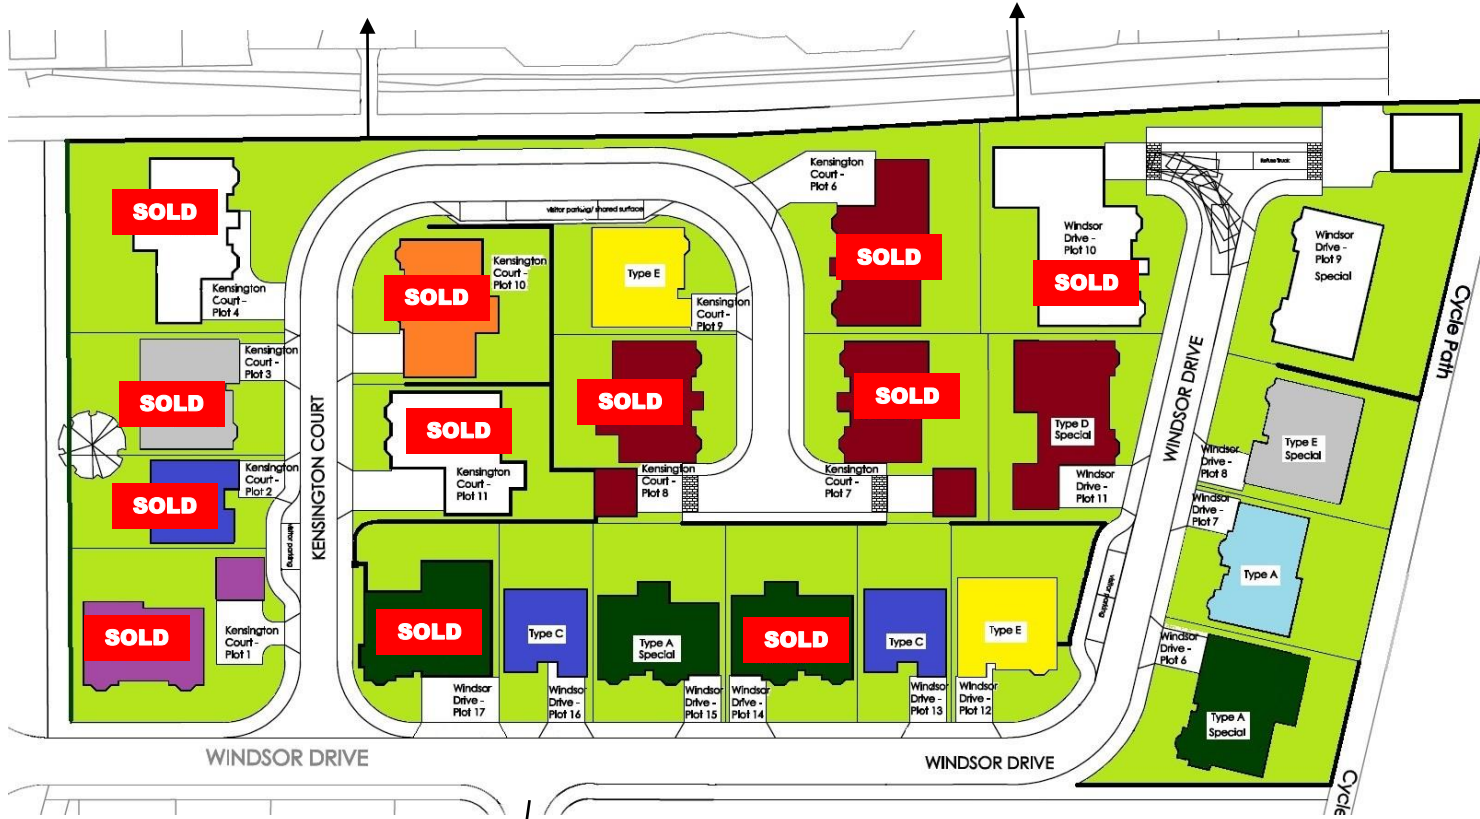 Refuse Truck
Kensington
Court -
Plot 6
SOLD
visitor parking/ shared surface
Windsor
Drive -
Plot 10
Windsor
Drive -
Plot 9
Special
SOLD
Kensington
Court -
Plot 10
Type E
SOLD
SOLD
Kensington
Court -
Plot 4
SOLD
Kensington
Court -
Plot 9
Cycle Path
Kensington
Court -
Plot 3
WINDSOR DRIVE
SOLD
SOLD
SOLD
KENSINGTON COURT
SOLD
Type D
Special
Type E
Special
Kensington
Court -
Plot 2
Kensington
Court -
Plot 11
Kensington
Court -
Plot 8
Kensington
Court -
Plot 7
Windsor
Drive -
Plot 11
Windsor
Drive -
Plot 8
SOLD
Windsor
Drive -
Plot 7
visitor parking
Type A
visitor parking
SOLD
Kensington
Court -
Plot 1
SOLD
Type C
Type A
Special
SOLD
Type C
Type E
Windsor
Drive -
Plot 6
Windsor
Drive -
Plot 17
Windsor
Drive -
Plot 16
Windsor
Drive -
Plot 15
Windsor
Drive -
Plot 14
Windsor
Drive -
Plot 13
Windsor
Drive -
Plot 12
Type A
Special
WINDSOR DRIVE
WINDSOR DRIVE
Cycle